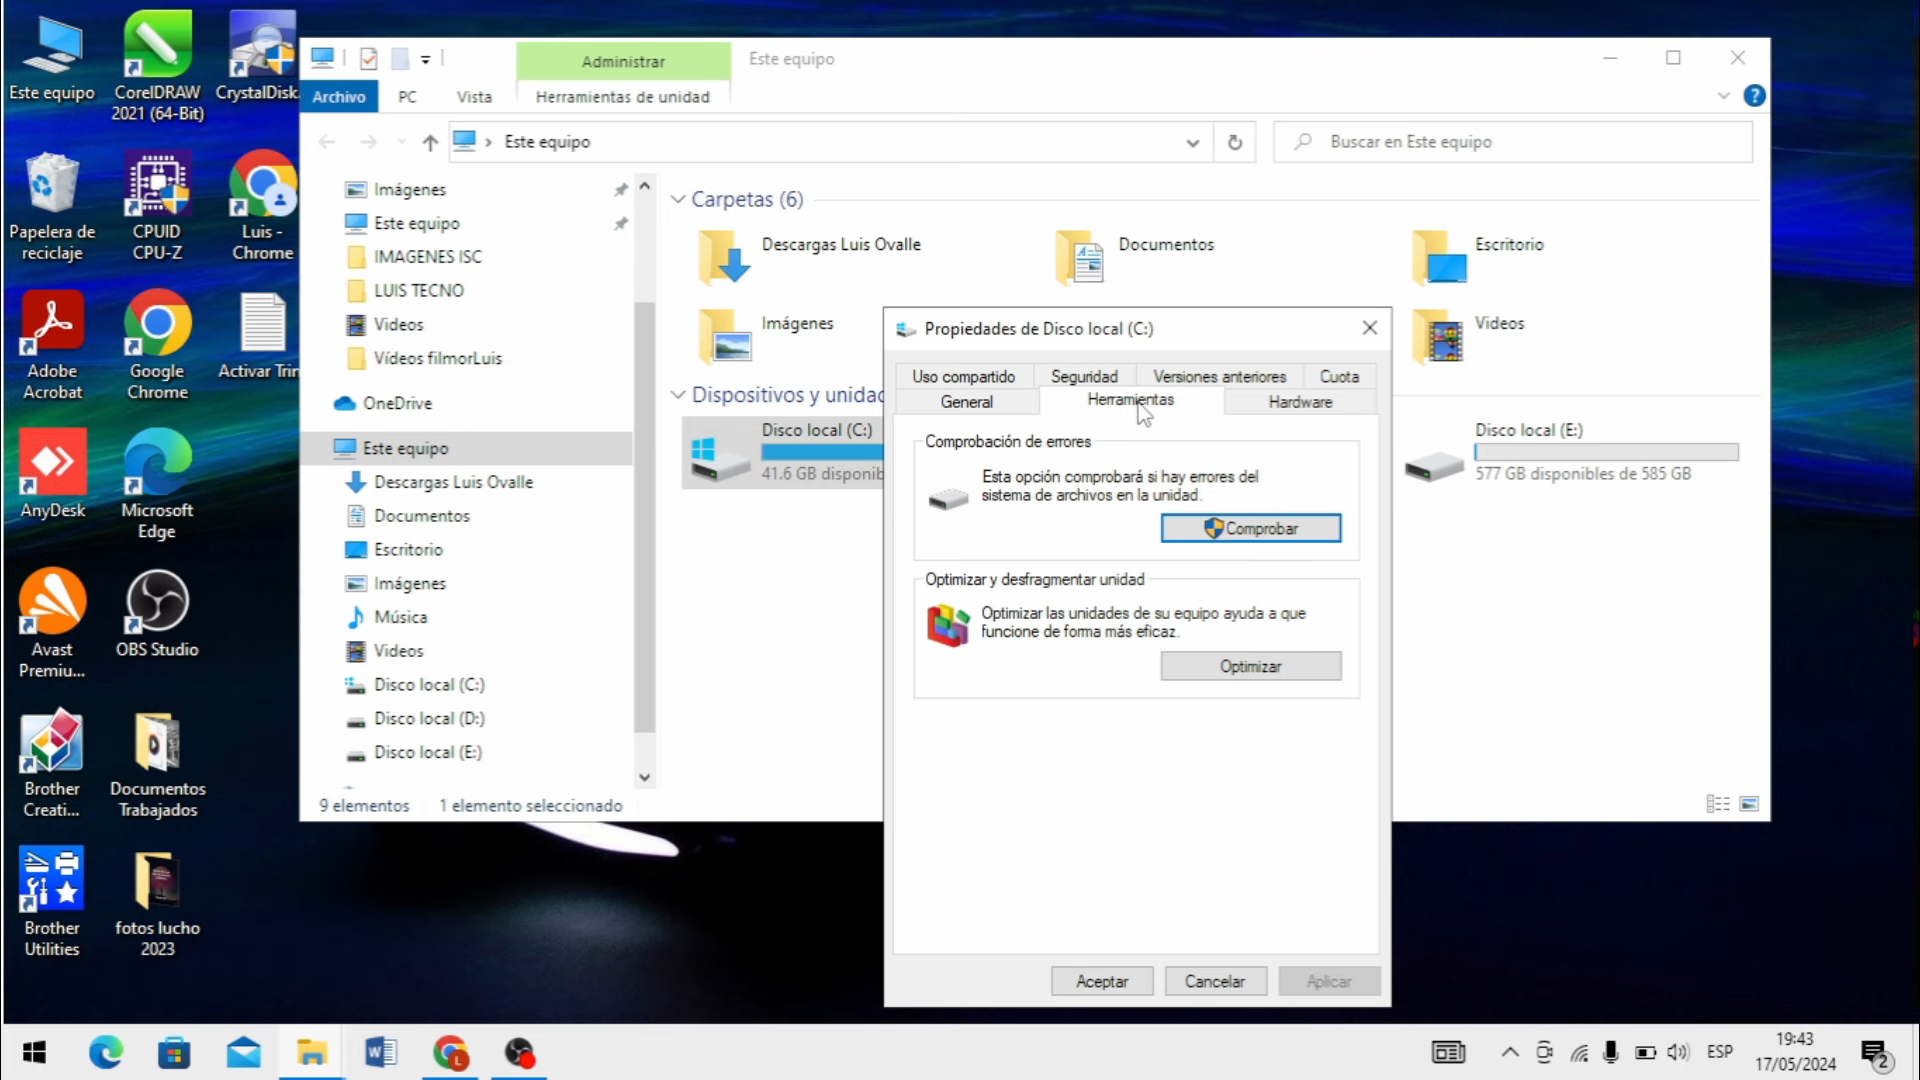 Este equipo
CorelDRAW
2021 (64-Bit)
CrystalDisk.
Papelera de
reciclaje
CPUID
CPU-Z
Luis -
Chrome
Adobe
Acrobat
Google
Chrome
Activar Trin
AnyDesk
Microsoft
Edge
Avast
Premiu...
OBS Studio
Brother
Creati...
Documentos
Trabajados
Brother
Utilities
fotos lucho
2023
Administrar
Este equipo
Archivo
PC
Vista
Herramientas de unidad
Este equipo
Buscar en Este equipo
Imágenes
Este equipo
IMAGENES ISC
LUIS TECNO
Videos
Vídeos filmorLuis
OneDrive
Este equipo
Descargas Luis Ovalle
Documentos
Escritorio
Imágenes
Música
Videos
Disco local (C:)
Disco local (D:)
Disco local (E:)
9 elementos
1 elemento seleccionado
Carpetas (6)
Descargas Luis Ovalle
Documentos
Escritorio
Imágenes
Videos
Dispositivos y unidad
Disco local (C:)
41.6 GB disponib
Disco local (E:)
577 GB disponibles de 585 GB
Propiedades de Disco local (C:)
Uso compartido
Seguridad
Versiones anteriores
Cuota
General
Herramientas
Hardware
Comprobación de errores
Esta opción comprobará si hay errores del
sistema de archivos en la unidad.
Comprobar
Optimizar y desfragmentar unidad
Optimizar las unidades de su equipo ayuda a que
funcione de forma más eficaz.
Optimizar
Aceptar
Cancelar
Aplicar
ESP
19:43
17/05/2024
2